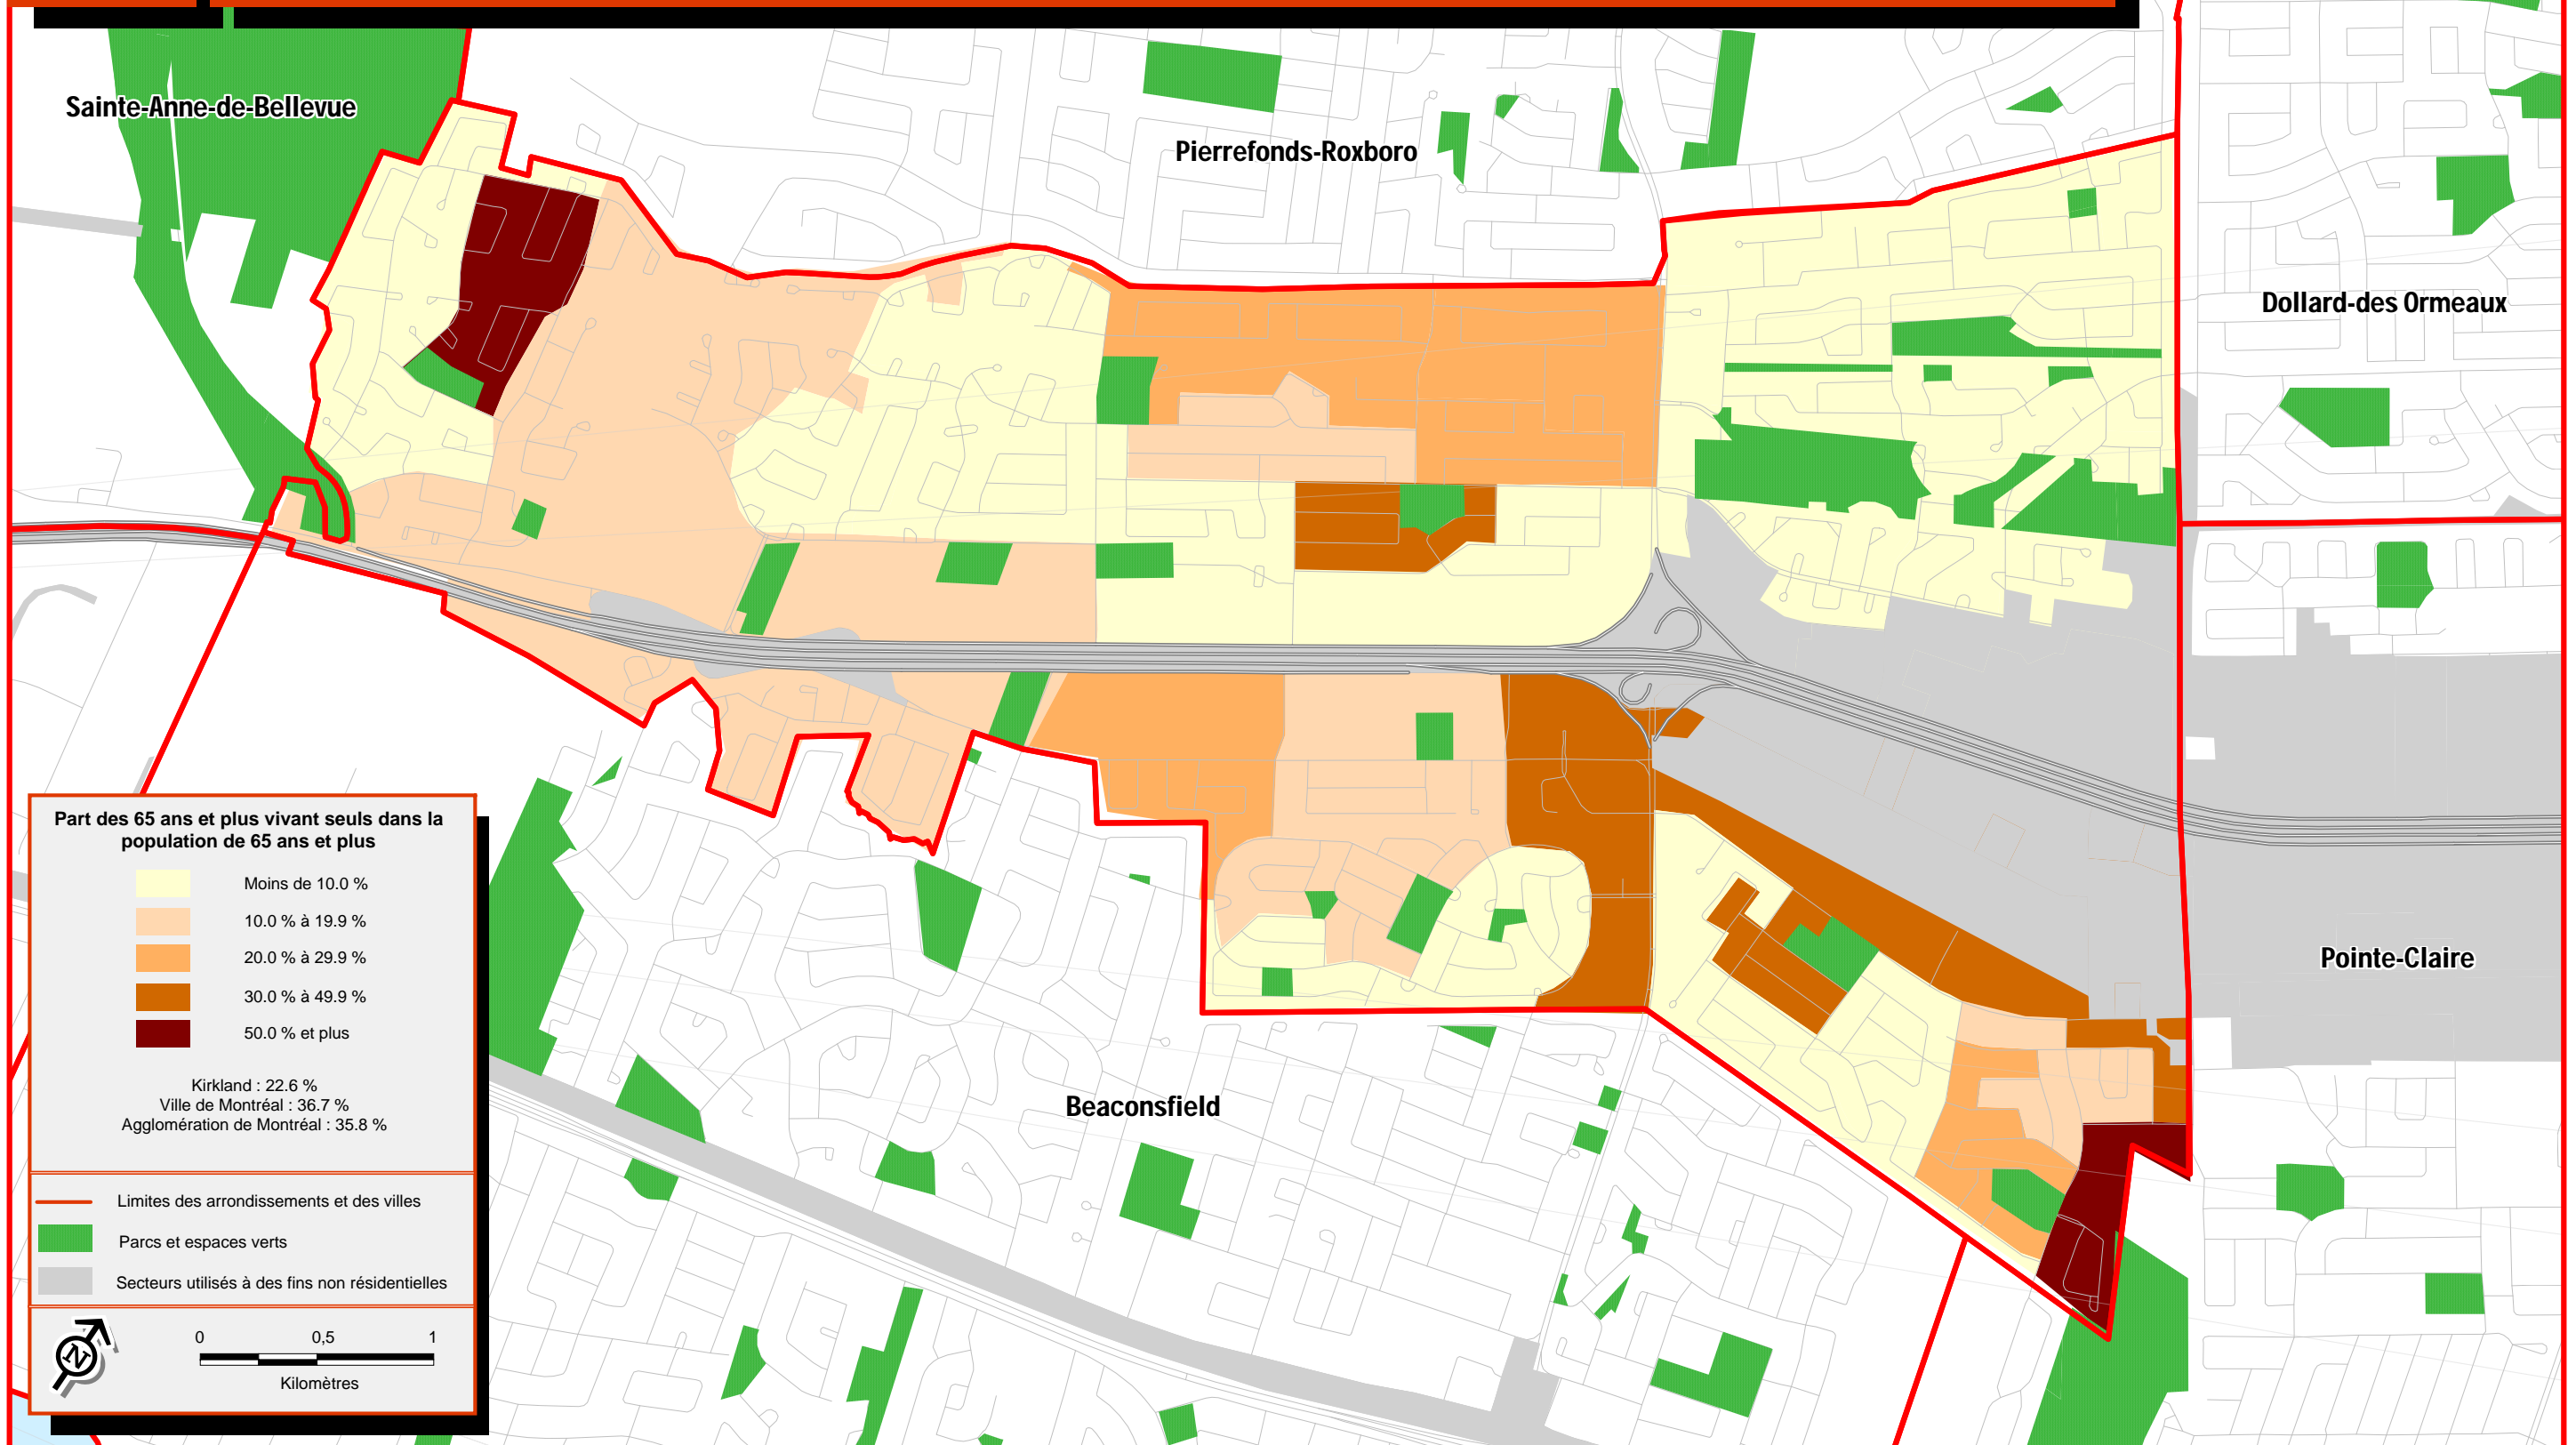 Sainte-Anne-de-Bellevue
Pierrefonds-Roxboro
Dollard-des Ormeaux
Pointe-Claire
Beaconsfield
Part des 65 ans et plus vivant seuls dans la
population de 65 ans et plus
Moins de 10.0 %
10.0 % à 19.9 %
20.0 % à 29.9 %
30.0 % à 49.9 %
50.0 % et plus
Kirkland : 22.6 %
Ville de Montréal : 36.7 %
Agglomération de Montréal : 35.8 %
Limites des arrondissements et des villes
Parcs et espaces verts
Secteurs utilisés à des fins non résidentielles
N
0 0,5 1
Kilomètres